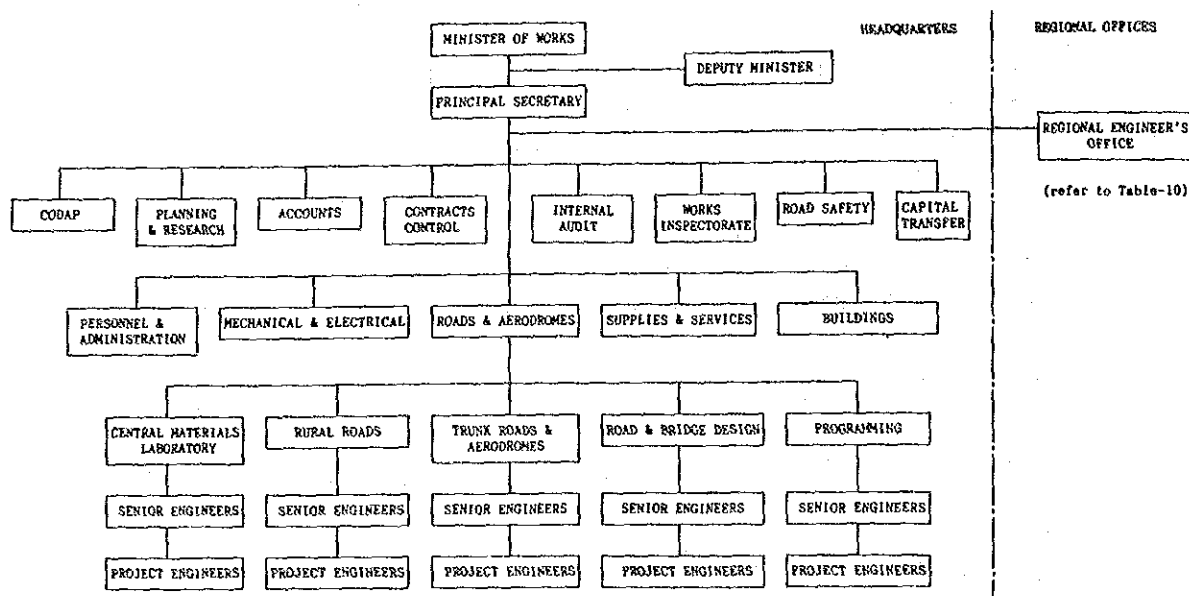 MINISTER OF WORKS
HEADQUARTERS
REGIONAL OFFICES
DEPUTY MINISTER
PRINCIPAL SECRETARY
REGIONAL ENGINEER'S
OFFICE
(refer to Table-10)
CODAP
PLANNING
& RESEARCH
ACCOUNTS
CONTRACTS
CONTROL
INTERNAL
AUDIT
WORKS
INSPECTORATE
ROAD SAFETY
CAPITAL
TRANSFER
PERSONNEL &
ADMINISTRATION
MECHANICAL & ELECTRICAL
ROADS & AERODROMES
SUPPLIES & SERVICES
BUILDINGS
CENTRAL MATERIALS
LABORATORY
RURAL ROADS
TRUNK ROADS &
AERODROMES
ROAD & BRIDGE DESIGN
PROGRAMMING
SENIOR ENGINEERS
SENIOR ENGINEERS
SENIOR ENGINEERS
SENIOR ENGINEERS
SENIOR ENGINEERS
PROJECT ENGINEERS
PROJECT ENGINEERS
PROJECT ENGINEERS
PROJECT ENGINEERS
PROJECT ENGINEERS